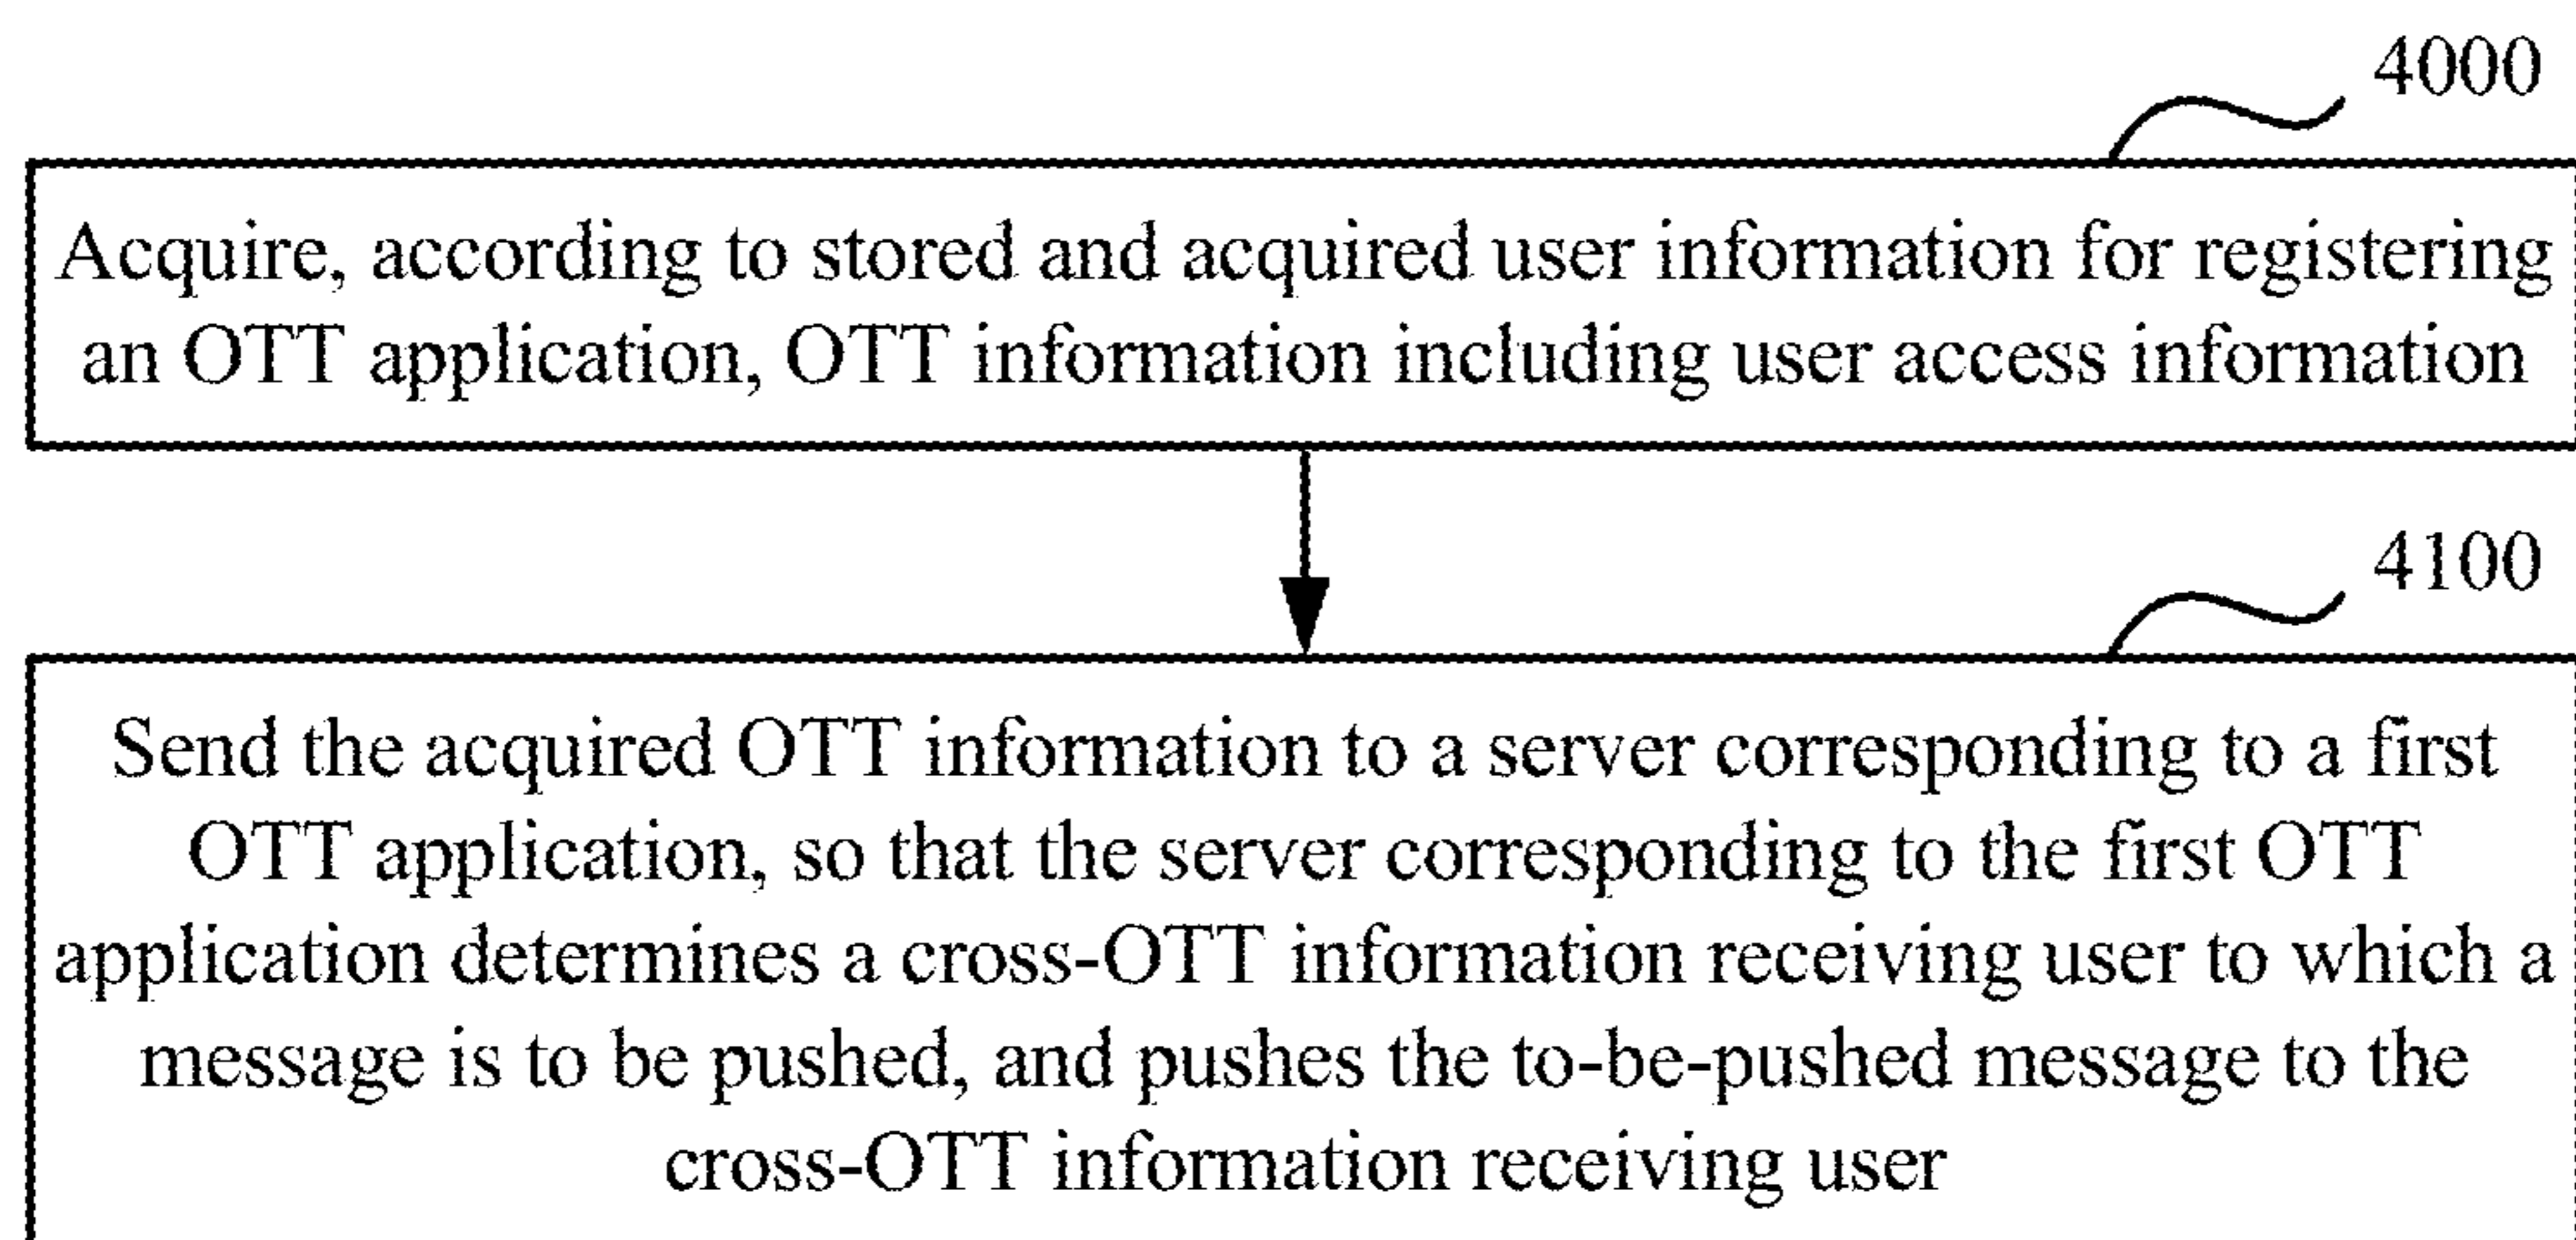 4000
Acquire, according to stored and acquired user information for registering
an OTT application, OTT information including user access information
4100
Send the acquired OTT information to a server corresponding to a first
OTT application, so that the server corresponding to the first OTT
application determines a cross-OTT information receiving user to which a
message is to be pushed, and pushes the to-be-pushed message to the
cross-OTT information receiving user